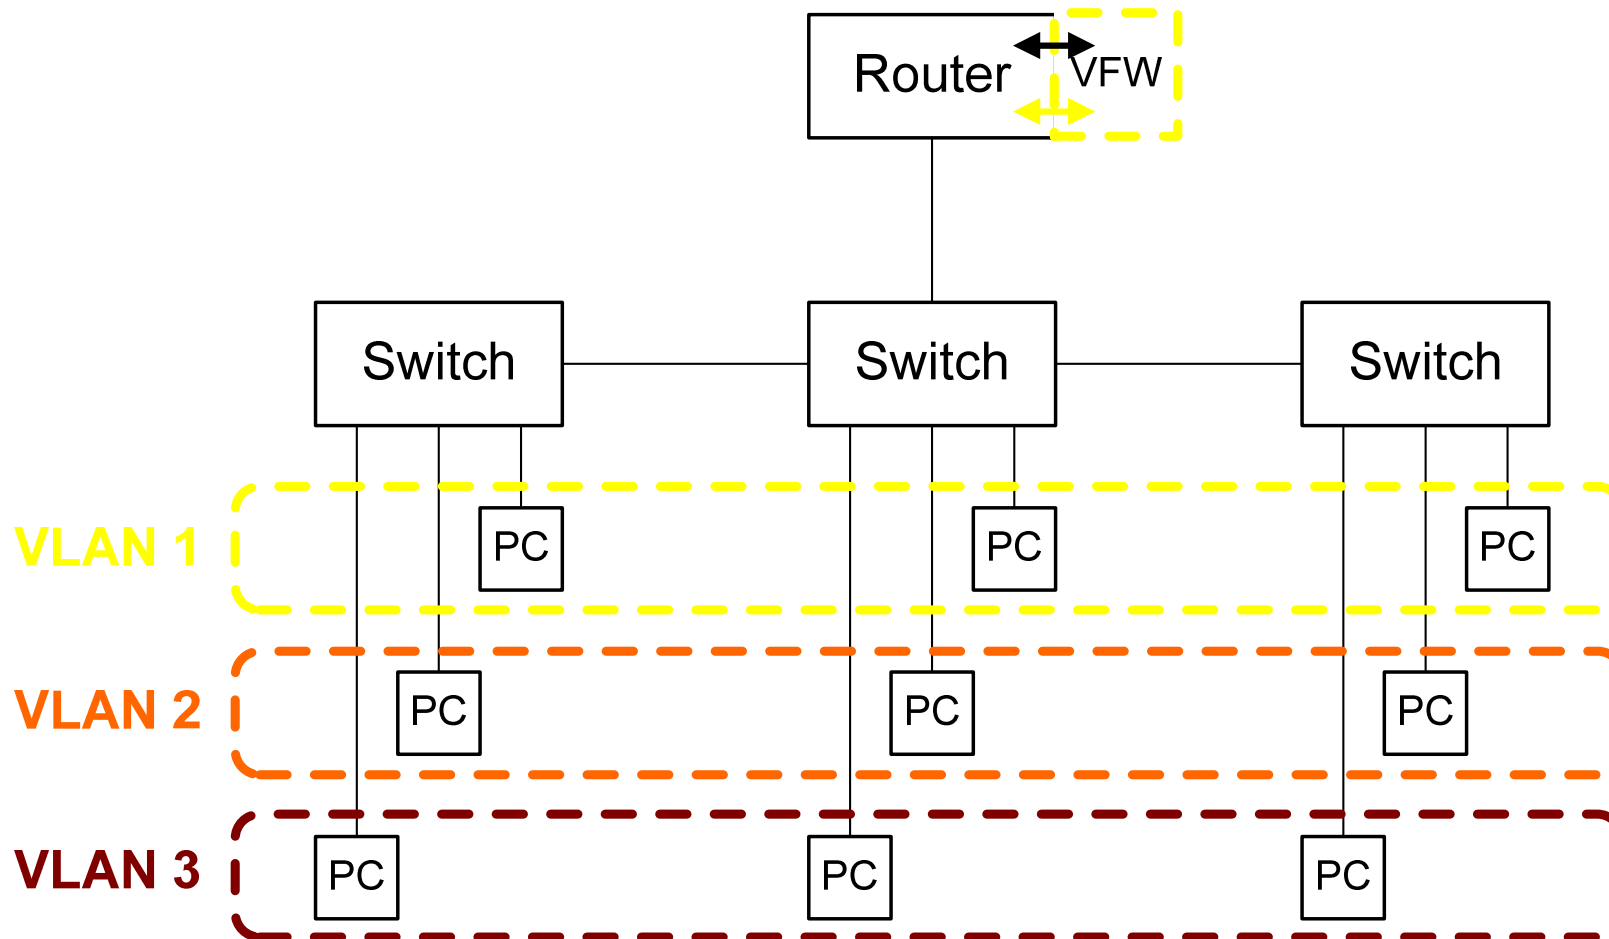 Router
VFW
Switch
Switch
Switch
VLAN 1
PC
PC
PC
VLAN 2
PC
PC
PC
VLAN 3
PC
PC
PC